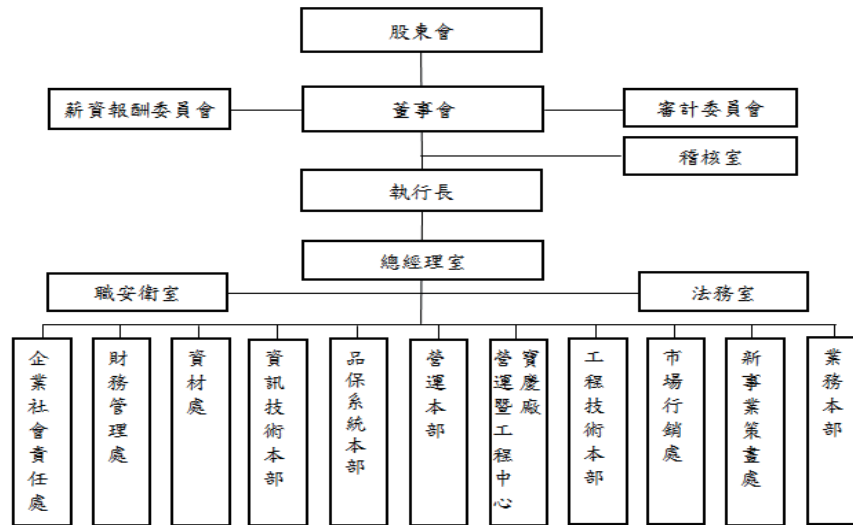 股東會
薪資報酬委員會
董事會
審計委員會
稽核室
執行長
總經理室
職安衛室
法務室
企業社會責任處
財務管理處
資材處
資訊技術本部
品保系統本部
營運本部
寶慶廠
營運暨工程中心
工程技術本部
市場行銷處
新事業策畫處
業務本部